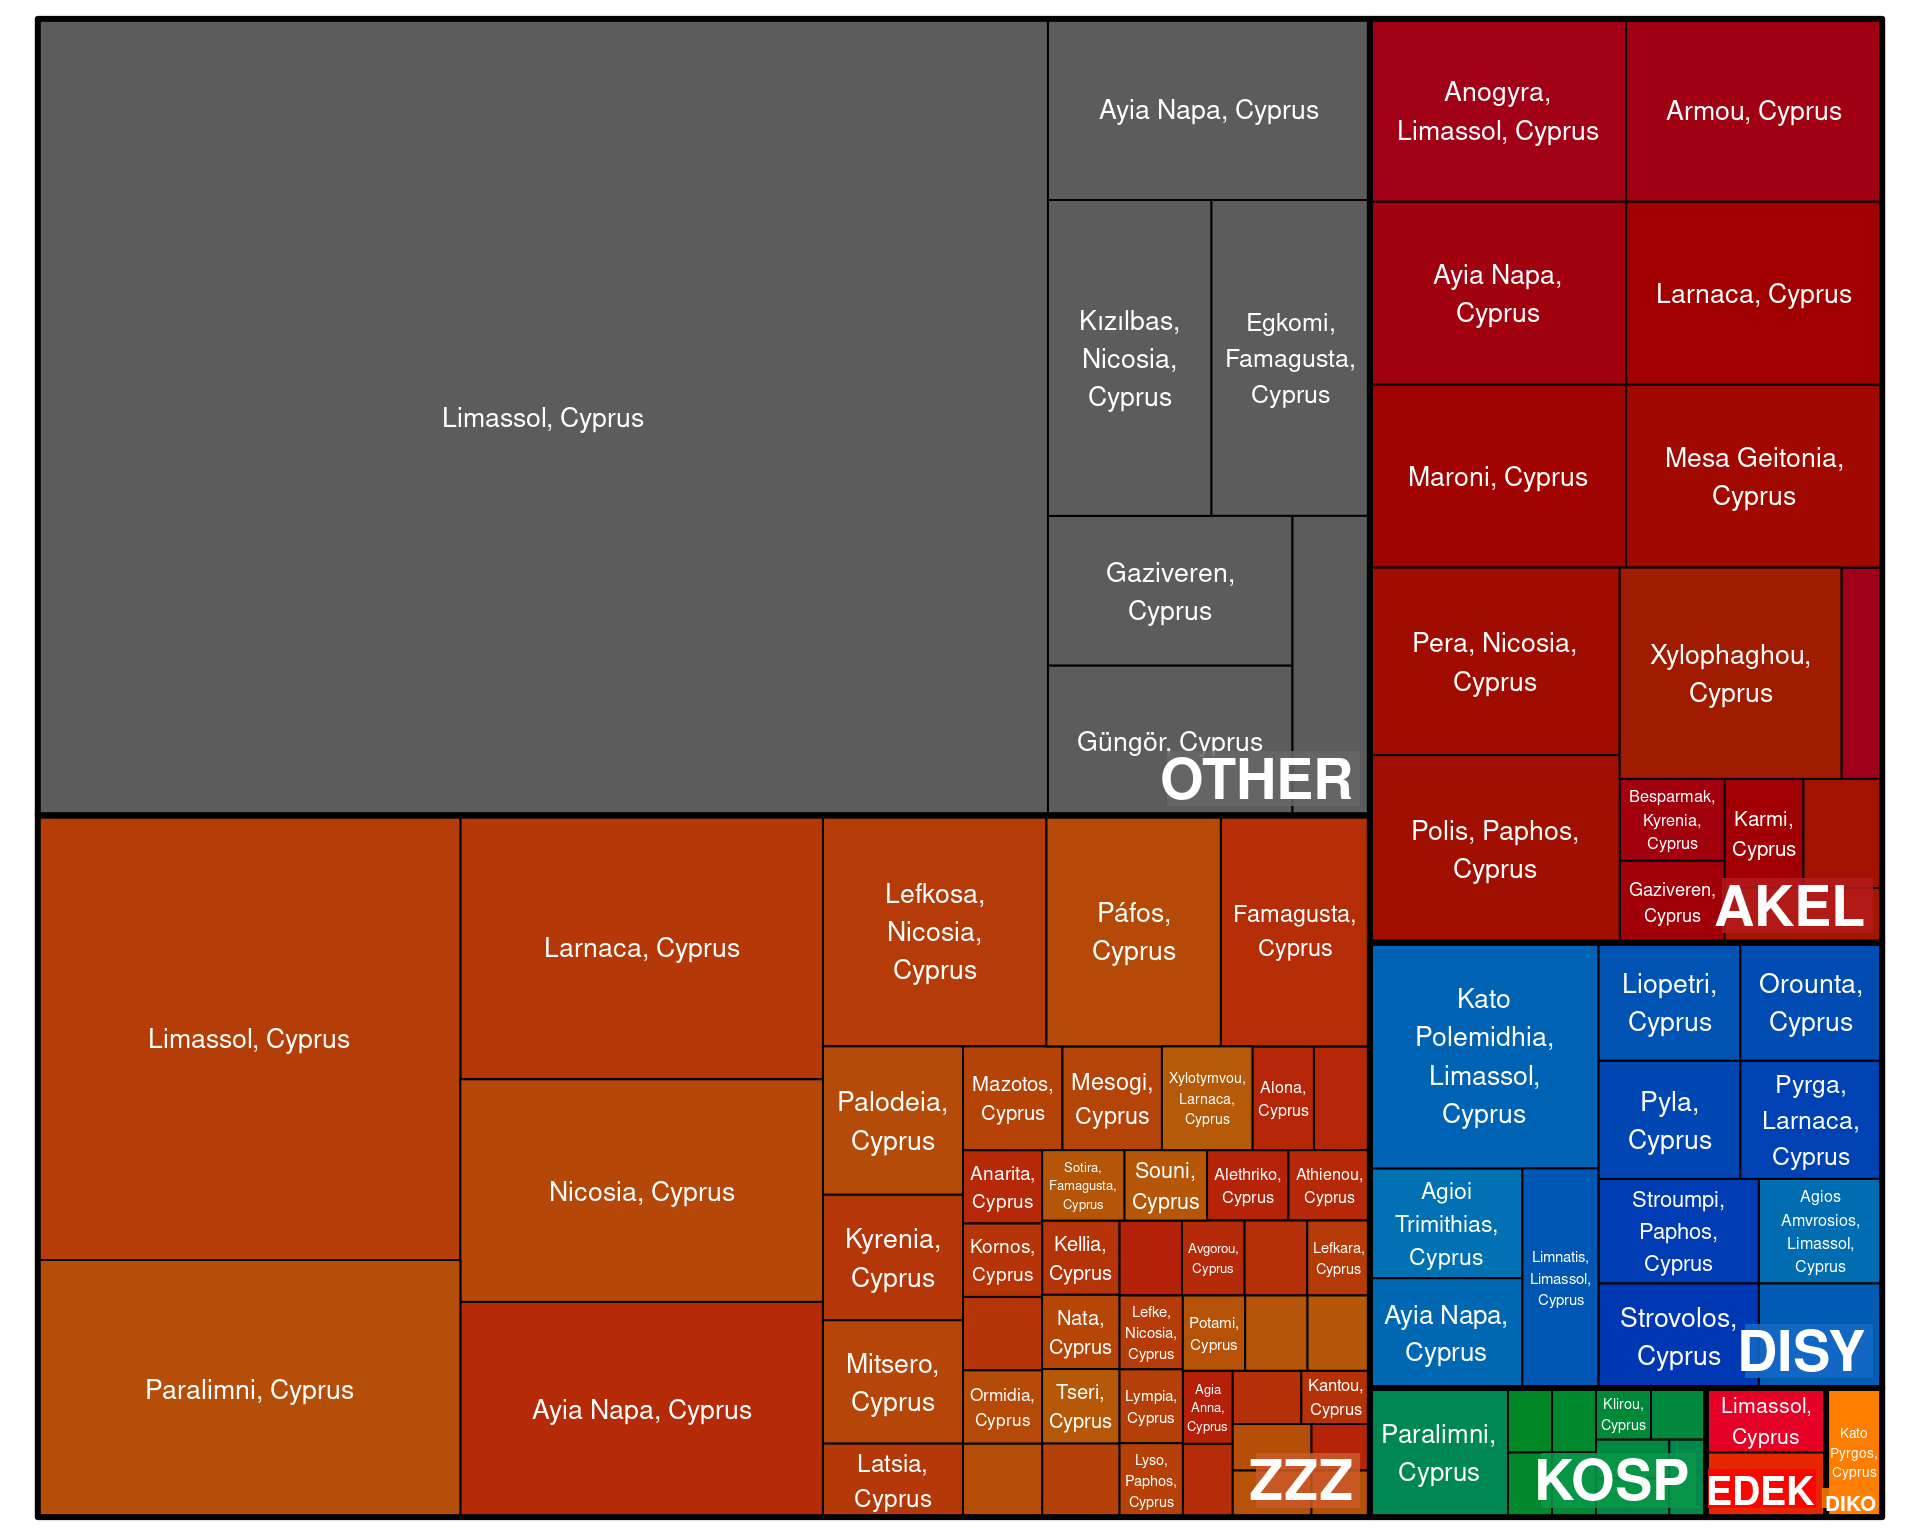 Limassol, Cyprus
Ayia Napa, Cyprus
Kızılbas,
Nicosia,
Cyprus
Egkomi,
Famagusta,
Cyprus
Gaziveren,
Cyprus
Güngör, Cyprus
OTHER
Anogyra,
Limassol, Cyprus
Armou, Cyprus
Ayia Napa,
Cyprus
Larnaca, Cyprus
Maroni, Cyprus
Mesa Geitonia,
Cyprus
Pera, Nicosia,
Cyprus
Xylophaghou,
Cyprus
Polis, Paphos,
Cyprus
Besparmak,
Kyrenia,
Cyprus
Karmi,
Cyprus
Gaziveren,
Cyprus
AKEL
Limassol, Cyprus
Paralimni, Cyprus
Larnaca, Cyprus
Nicosia, Cyprus
Ayia Napa, Cyprus
Lefkosa,
Nicosia,
Cyprus
Páfos,
Cyprus
Famagusta,
Cyprus
Palodeia,
Cyprus
Kyrenia,
Cyprus
Mitsero,
Cyprus
Latsia,
Cyprus
Mazotos,
Cyprus
Mesogi,
Cyprus
Xylotymvou,
Larnaca,
Cyprus
Alona,
Cyprus
Anarita,
Cyprus
Sotira,
Famagusta,
Cyprus
Souni,
Cyprus
Alethriko,
Cyprus
Athienou,
Cyprus
Kornos,
Cyprus
Kellia,
Cyprus
Avgorou,
Cyprus
Lefkara,
Cyprus
Nata,
Cyprus
Lefke,
Nicosia,
Cyprus
Potami,
Cyprus
Ormidia,
Cyprus
Tseri,
Cyprus
Lympia,
Cyprus
Agia
Anna,
Cyprus
Kantou,
Cyprus
Lyso,
Paphos,
Cyprus
ZZZ
Kato
Polemidhia,
Limassol,
Cyprus
Liopetri,
Cyprus
Orounta,
Cyprus
Pyla,
Cyprus
Pyrga,
Larnaca,
Cyprus
Agioi
Trimithias,
Cyprus
Limnatis,
Limassol,
Cyprus
Stroumpi,
Paphos,
Cyprus
Agios
Amvrosios,
Limassol,
Cyprus
Ayia Napa,
Cyprus
Strovolos,
Cyprus
DISY
Paralimni,
Cyprus
Klirou,
Cyprus
KOSP
Limassol,
Cyprus
EDEK
Kato
Pyrgos,
Cyprus
DIKO